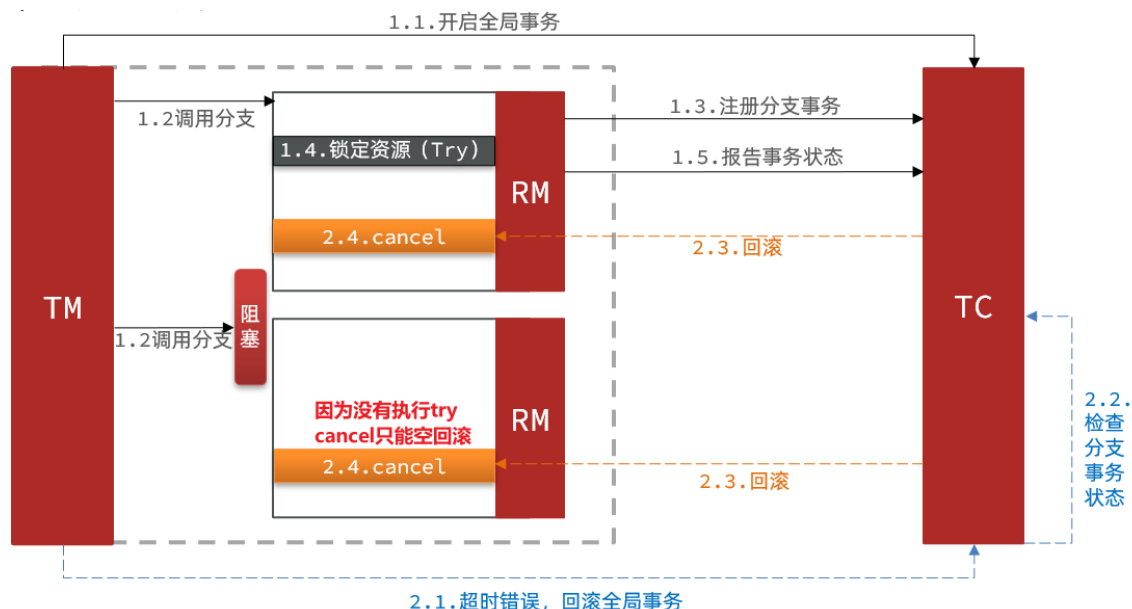 1.1.开启全局事务
TM
1.2调用分支
1.4.锁定资源（Try）
2.4.cancel
RM
1.3.注册分支事务
1.5.报告事务状态
2.3.回滚
TC
1.2调用分支
阻
塞
因为没有执行try
cancel只能空回滚
2.4.cancel
RM
2.3.回滚
2.2.
检查
分支
事务
状态
2.1.超时错误，回滚全局事务